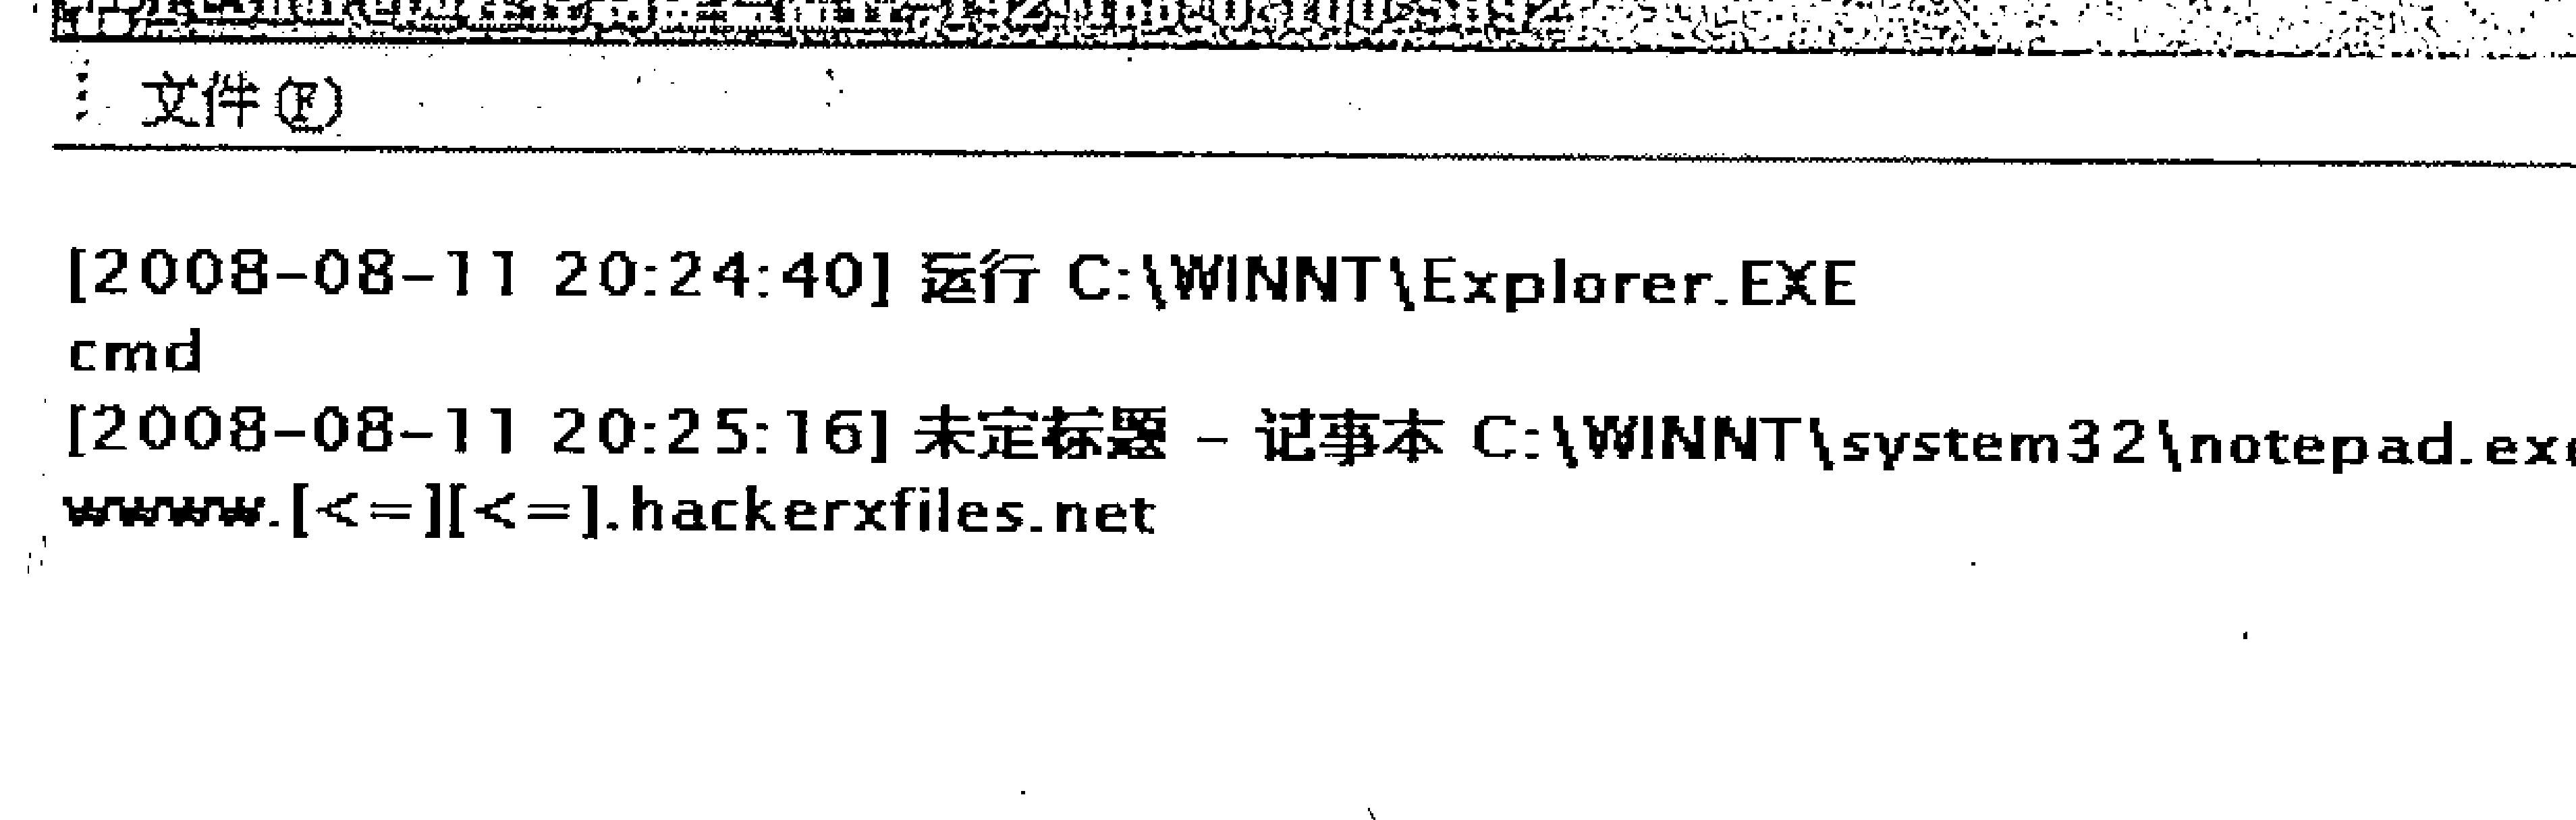 文件(F)
[2008-08-11 20:24:40] 运行 C:\WINNT\Explorer.EXE
cmd
[2008-08-11 20:25:16] 未定标题 - 记事本 C:\WINNT\system32\notepad.exe
wwww.[<=][<=].hackerxfiles.net